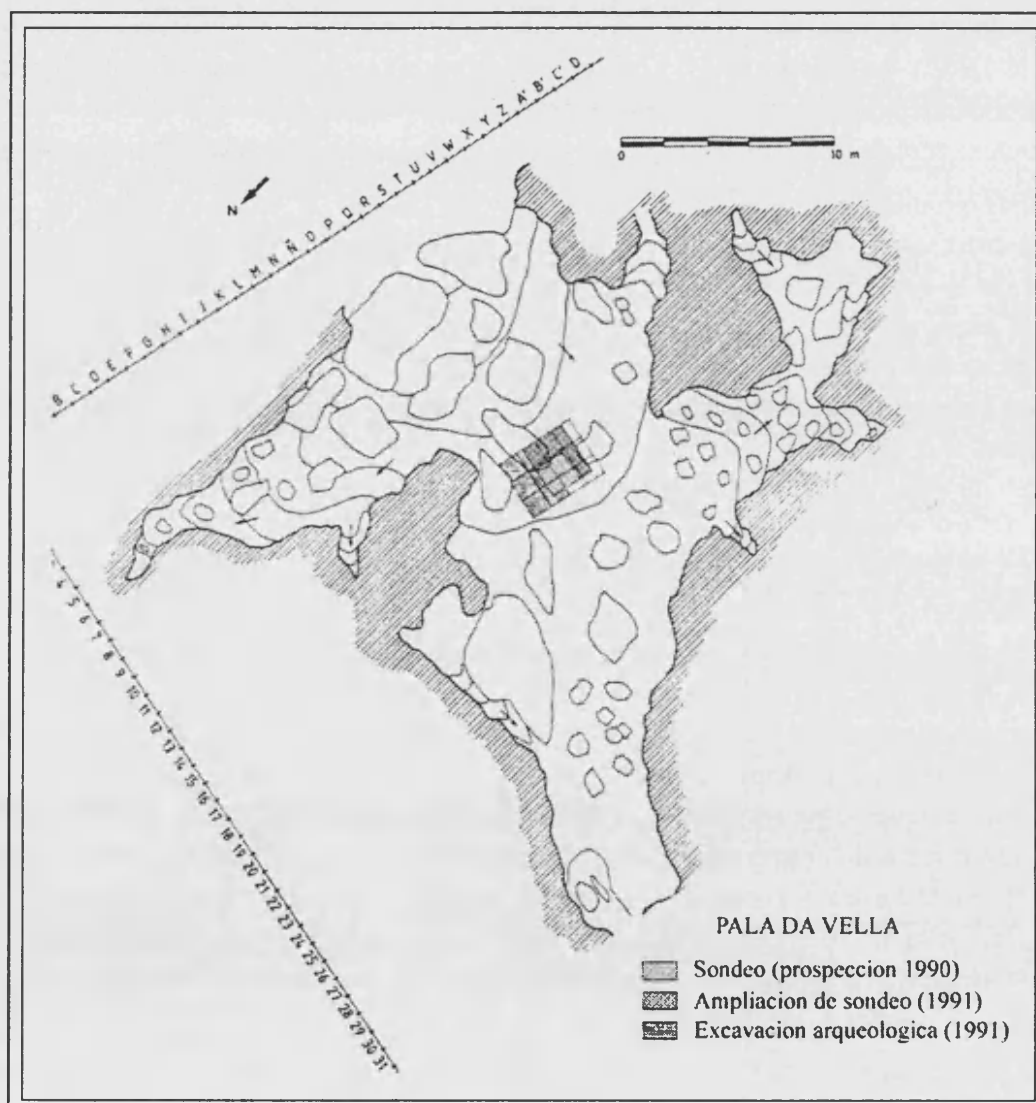 B C D E F G H I J K L M N Ñ O P Q R S T U V W X Y Z A' B' C' D'
0 10 m
N
4 5 6 7 8 9 10 11 12 13 14 15 16 17 18 19 20 21 22 23 24 25 26 27 28 29 30 31
PALA DA VELLA
Sondeo (prospeccion 1990)
Ampliacion de sondeo (1991)
Excavacion arqueologica (1991)